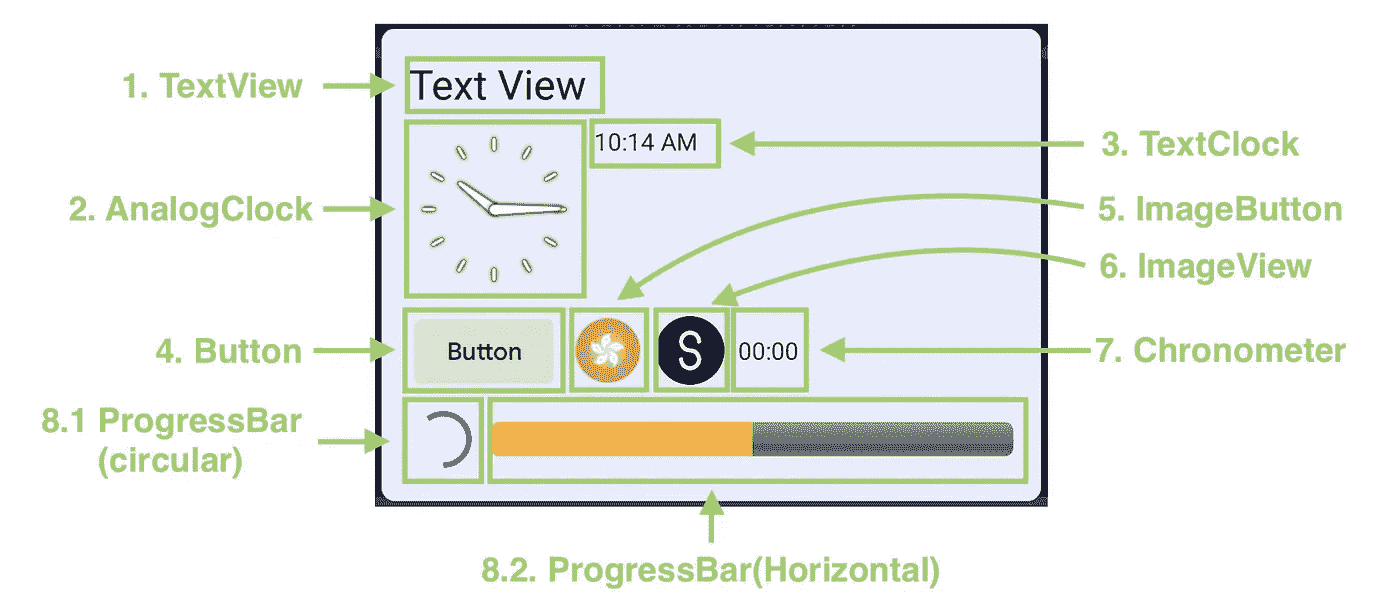 1. TextView
Text View
10:14 AM
3. TextClock
2. AnalogClock
5. ImageButton
6. ImageView
4. Button
Button
S
00:00
7. Chronometer
8.1 ProgressBar
(circular)
8.2. ProgressBar(Horizontal)